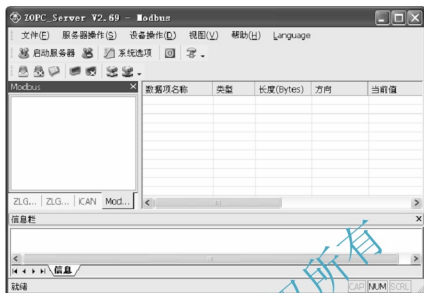 ZOPC_Server V2.69 - Modbus
文件(F) 服务器操作(S) 设备操作(D) 视图(V) 帮助(H) Language
启动服务器 系统选项
Modbus
数据项名称 类型 长度(Bytes) 方向 当前值
ZLG... ZLG... iCAN Mod...
信息栏
信息
就绪 CAP NUM SCRL
所有